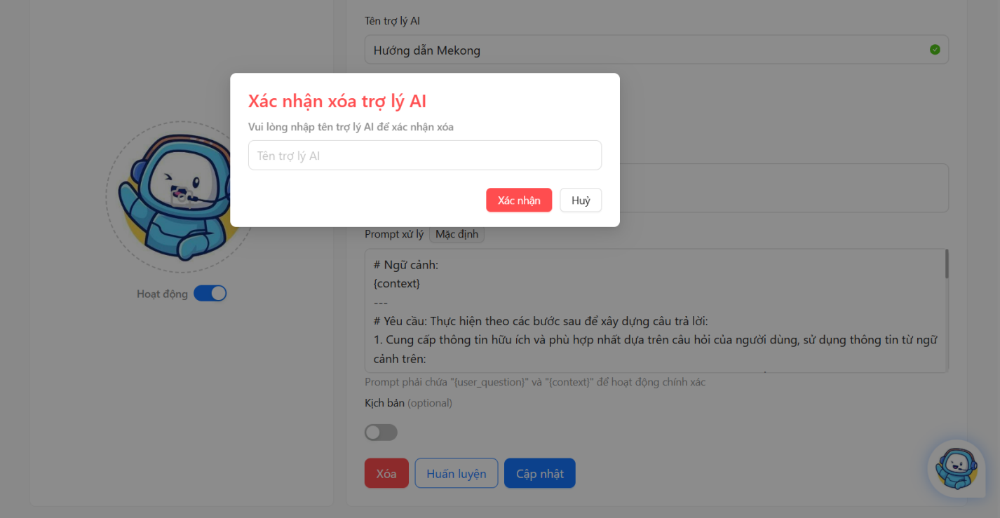 Tên trợ lý AI
Hướng dẫn Mekong
Xác nhận xóa trợ lý AI
Vui lòng nhập tên trợ lý AI để xác nhận xóa
Tên trợ lý AI
Xác nhận
Huỷ
Prompt xử lý
Mặc định
# Ngữ cảnh:
{context}
---
# Yêu cầu: Thực hiện theo các bước sau để xây dựng câu trả lời:
1. Cung cấp thông tin hữu ích và phù hợp nhất dựa trên câu hỏi của người dùng, sử dụng thông tin từ ngữ
cảnh trên:
Prompt phải chứa "{user_question}" và "{context}" để hoạt động chính xác
Hoạt động
Kịch bản (optional)
Xóa
Huấn luyện
Cập nhật